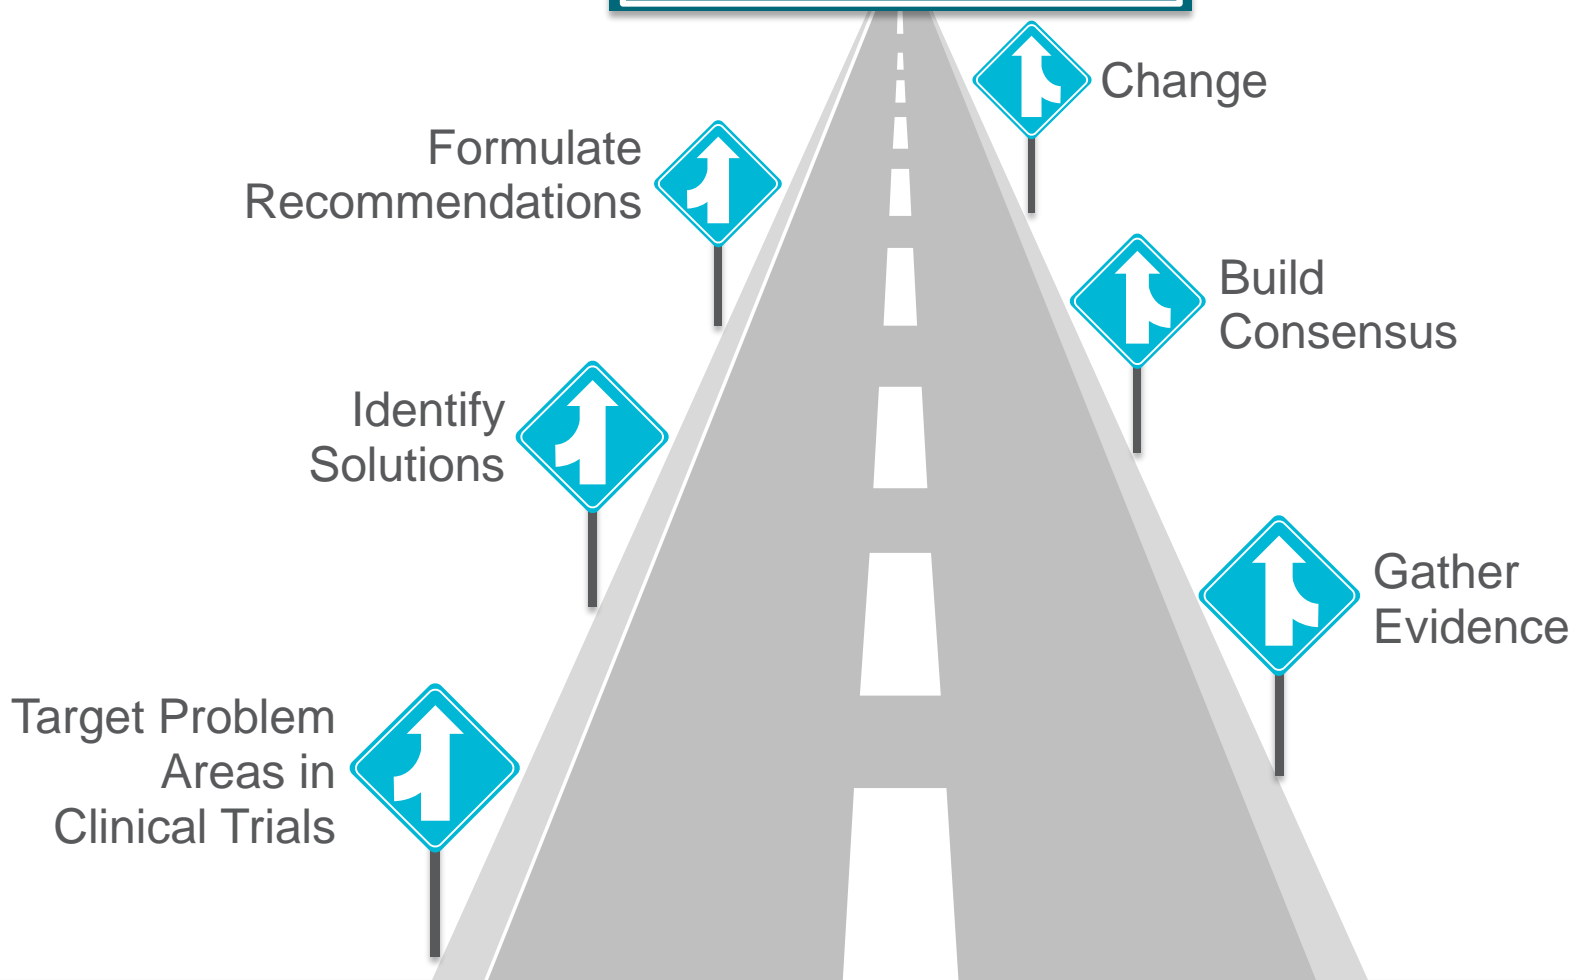 Change
Formulate
Recommendations
Build
Consensus
Identify
Solutions
Gather
Evidence
Target Problem
Areas in
Clinical Trials